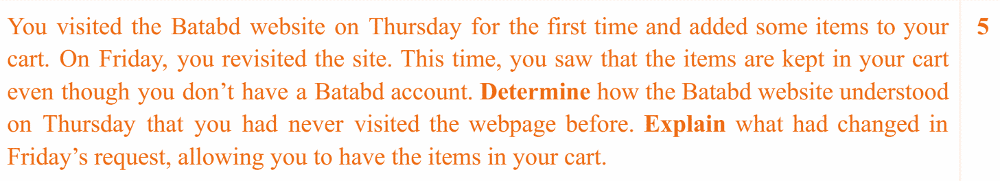 You visited the Batabd website on Thursday for the first time and added some items to your 5
cart. On Friday, you revisited the site. This time, you saw that the items are kept in your cart
even though you don’t have a Batabd account. Determine how the Batabd website understood
on Thursday that you had never visited the webpage before. Explain what had changed in
Friday’s request, allowing you to have the items in your cart.